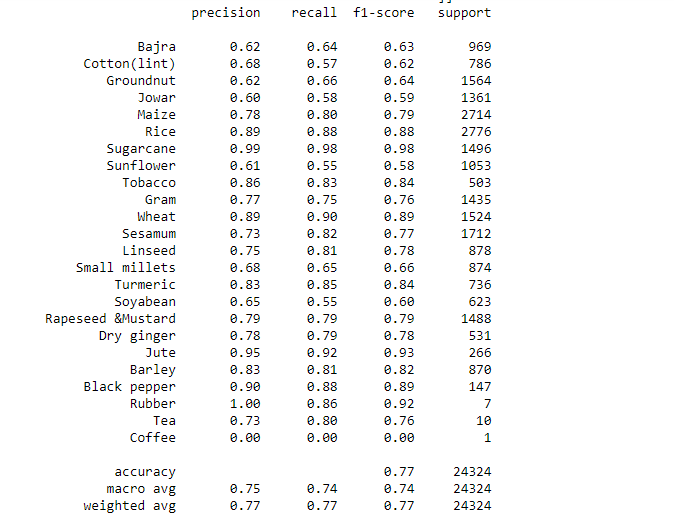 precision recall f1-score support
Bajra 0.62 0.64 0.63 969
Cotton(lint) 0.68 0.57 0.62 786
Groundnut 0.62 0.66 0.64 1564
Jowar 0.60 0.58 0.59 1361
Maize 0.78 0.80 0.79 2714
Rice 0.89 0.88 0.88 2776
Sugarcane 0.99 0.98 0.98 1496
Sunflower 0.61 0.55 0.58 1053
Tobacco 0.86 0.83 0.84 503
Gram 0.77 0.75 0.76 1435
Wheat 0.89 0.90 0.89 1524
Sesamum 0.73 0.82 0.77 1712
Linseed 0.75 0.81 0.78 878
Small millets 0.68 0.65 0.66 874
Turmeric 0.83 0.85 0.84 736
Soyabean 0.65 0.55 0.60 623
Rapeseed &Mustard 0.79 0.79 0.79 1488
Dry ginger 0.78 0.79 0.78 531
Jute 0.95 0.92 0.93 266
Barley 0.83 0.81 0.82 870
Black pepper 0.90 0.88 0.89 147
Rubber 1.00 0.86 0.92 7
Tea 0.73 0.80 0.76 10
Coffee 0.00 0.00 0.00 1
accuracy 0.77 24324
macro avg 0.75 0.74 0.74 24324
weighted avg 0.77 0.77 0.77 24324